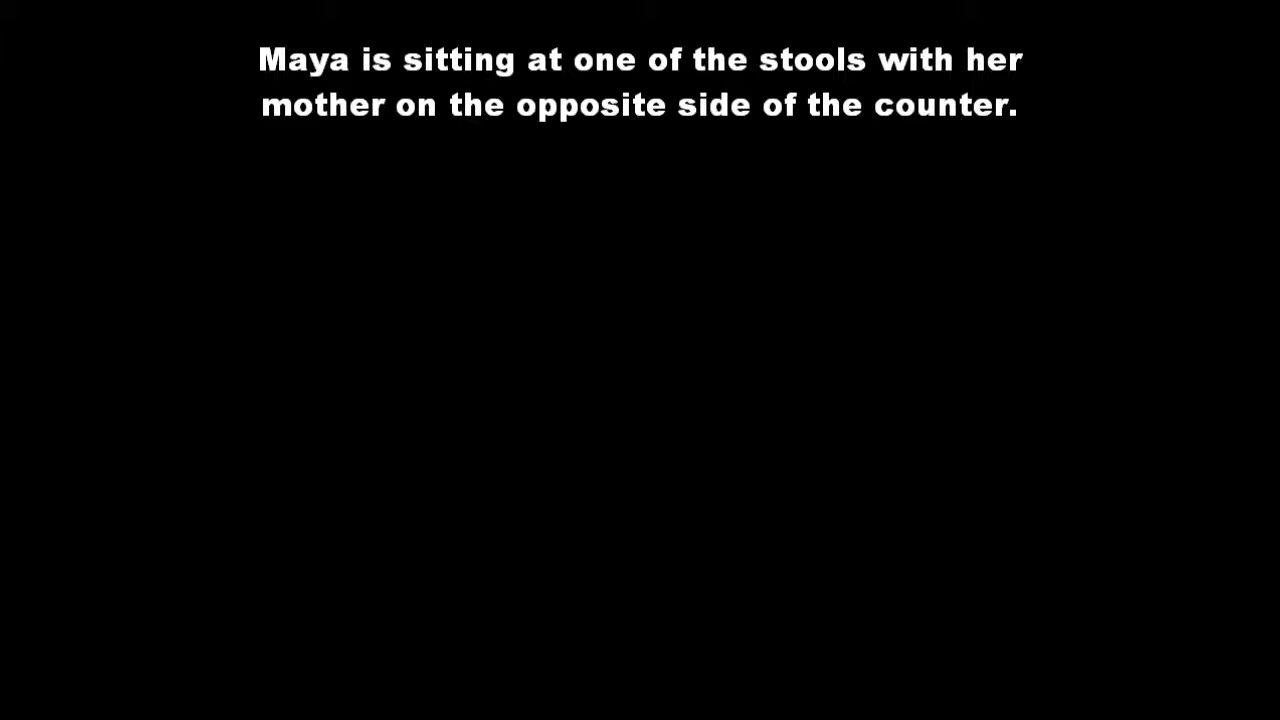 Maya is sitting at one of the stools with her
mother on the opposite side of the counter.